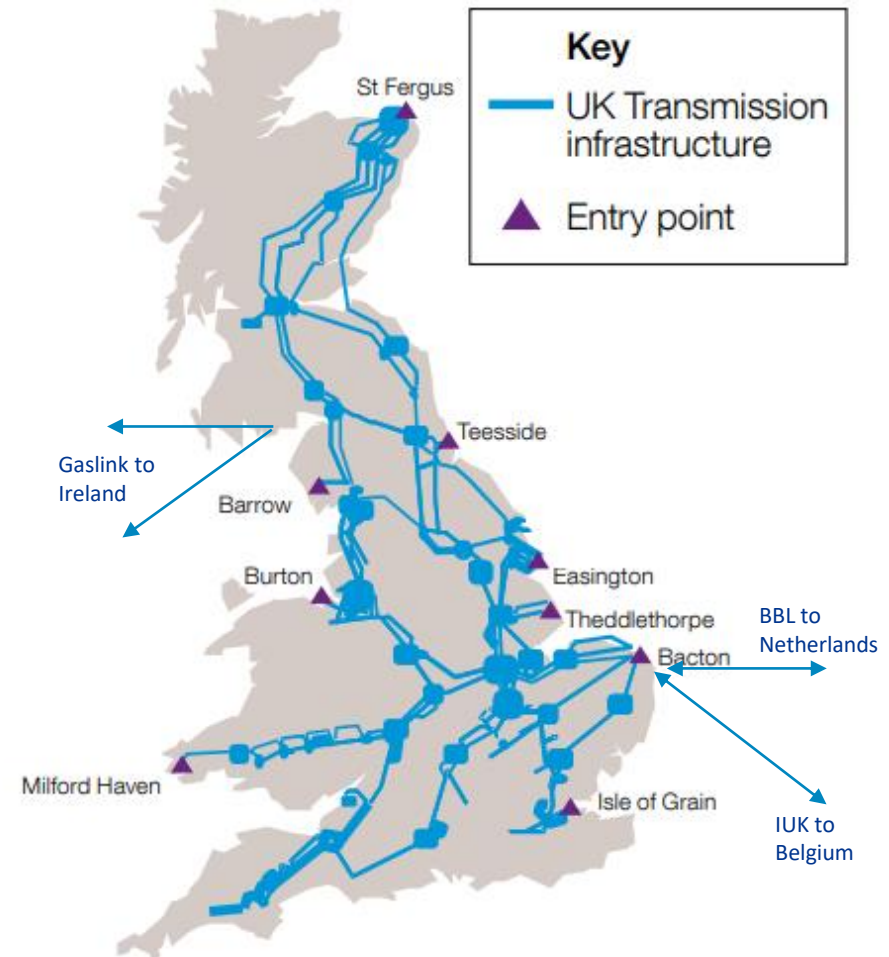 Key
UK Transmission
infrastructure
Entry point
St Fergus
Teesside
Gaslink to
Ireland
Barrow
Burton
Easington
Theddlethorpe
BBL to
Netherlands
Bacton
Milford Haven
Isle of Grain
IUK to
Belgium